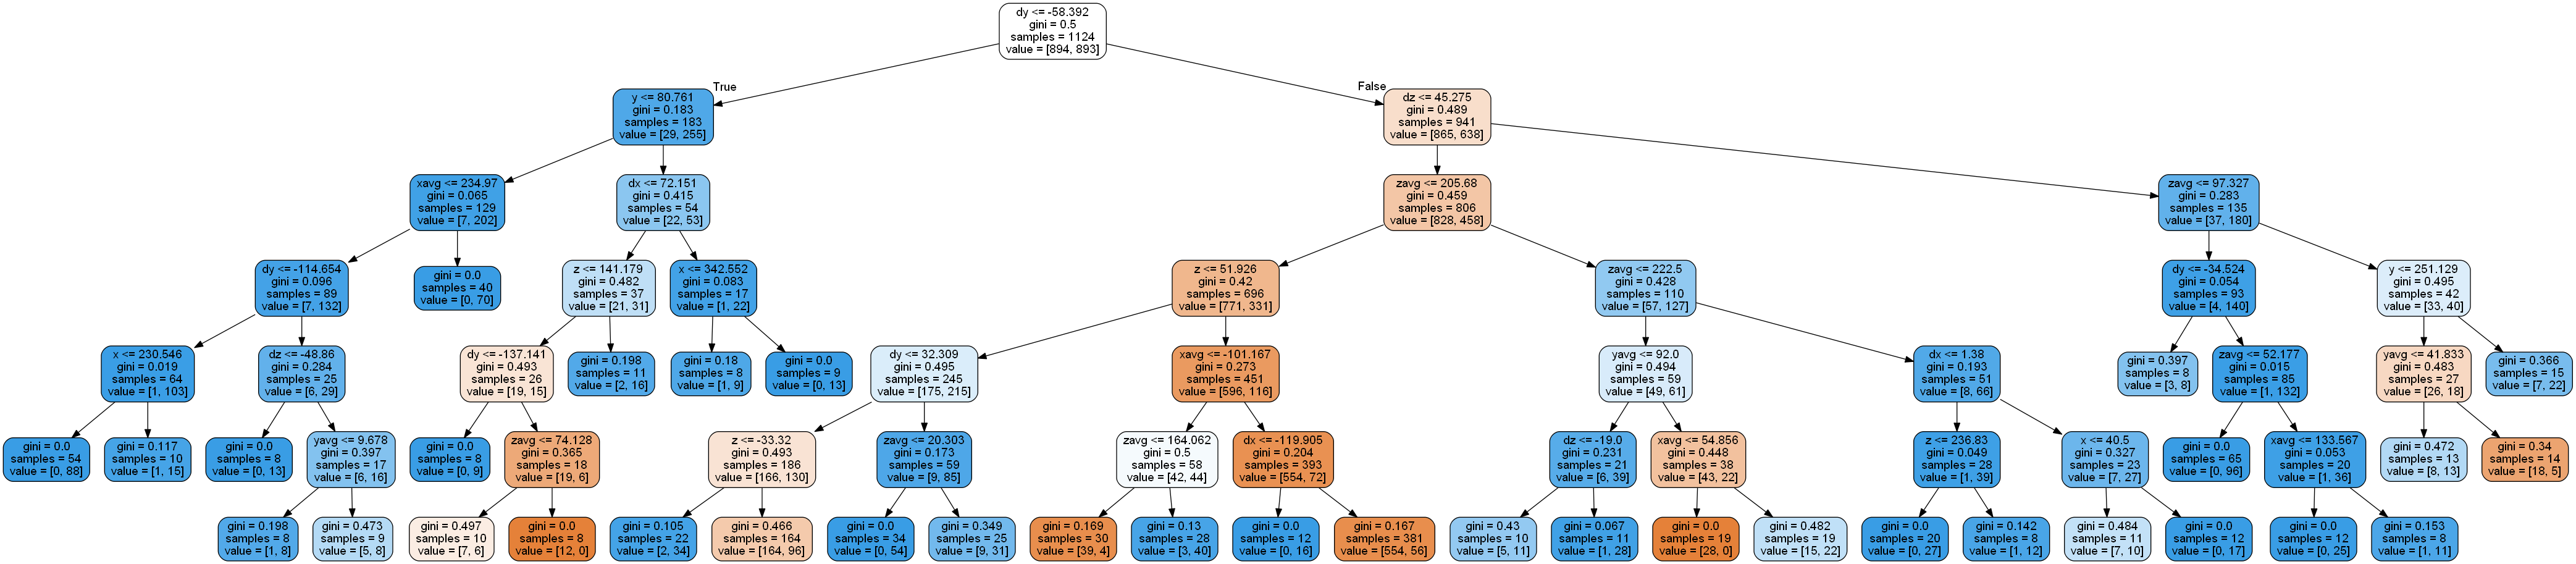 dy <= -58.392
gini = 0.5
samples = 1124
value = [894, 893]
True
False
y <= 80.761
gini = 0.183
samples = 183
value = [29, 255]
dz <= 45.275
gini = 0.489
samples = 941
value = [865, 638]
xavg <= 234.97
gini = 0.065
samples = 129
value = [7, 202]
dx <= 72.151
gini = 0.415
samples = 54
value = [22, 53]
zavg <= 205.68
gini = 0.459
samples = 806
value = [828, 458]
zavg <= 97.327
gini = 0.283
samples = 135
value = [37, 180]
dy <= -114.654
gini = 0.096
samples = 89
value = [7, 132]
gini = 0.0
samples = 40
value = [0, 70]
z <= 141.179
gini = 0.482
samples = 37
value = [21, 31]
x <= 342.552
gini = 0.083
samples = 17
value = [1, 22]
z <= 51.926
gini = 0.42
samples = 696
value = [771, 331]
zavg <= 222.5
gini = 0.428
samples = 110
value = [57, 127]
dy <= -34.524
gini = 0.054
samples = 93
value = [4, 140]
y <= 251.129
gini = 0.495
samples = 42
value = [33, 40]
x <= 230.546
gini = 0.019
samples = 64
value = [1, 103]
dz <= -48.86
gini = 0.284
samples = 25
value = [6, 29]
dy <= -137.141
gini = 0.493
samples = 26
value = [19, 15]
gini = 0.198
samples = 11
value = [2, 16]
gini = 0.18
samples = 8
value = [1, 9]
gini = 0.0
samples = 9
value = [0, 13]
dy <= 32.309
gini = 0.495
samples = 245
value = [175, 215]
xavg <= -101.167
gini = 0.273
samples = 451
value = [596, 116]
yavg <= 92.0
gini = 0.494
samples = 59
value = [49, 61]
dx <= 1.38
gini = 0.193
samples = 51
value = [8, 66]
gini = 0.397
samples = 8
value = [3, 8]
zavg <= 52.177
gini = 0.015
samples = 85
value = [1, 132]
yavg <= 41.833
gini = 0.483
samples = 27
value = [26, 18]
gini = 0.366
samples = 15
value = [7, 22]
gini = 0.0
samples = 54
value = [0, 88]
gini = 0.117
samples = 10
value = [1, 15]
gini = 0.0
samples = 8
value = [0, 13]
yavg <= 9.678
gini = 0.397
samples = 17
value = [6, 16]
gini = 0.0
samples = 8
value = [0, 9]
zavg <= 74.128
gini = 0.365
samples = 18
value = [19, 6]
z <= -33.32
gini = 0.493
samples = 186
value = [166, 130]
zavg <= 20.303
gini = 0.173
samples = 59
value = [9, 85]
zavg <= 164.062
gini = 0.5
samples = 58
value = [42, 44]
dx <= -119.905
gini = 0.204
samples = 393
value = [554, 72]
dz <= -19.0
gini = 0.231
samples = 21
value = [6, 39]
xavg <= 54.856
gini = 0.448
samples = 38
value = [43, 22]
z <= 236.83
gini = 0.049
samples = 28
value = [1, 39]
x <= 40.5
gini = 0.327
samples = 23
value = [7, 27]
gini = 0.0
samples = 65
value = [0, 96]
xavg <= 133.567
gini = 0.053
samples = 20
value = [1, 36]
gini = 0.472
samples = 13
value = [8, 13]
gini = 0.34
samples = 14
value = [18, 5]
gini = 0.198
samples = 8
value = [1, 8]
gini = 0.473
samples = 9
value = [5, 8]
gini = 0.497
samples = 10
value = [7, 6]
gini = 0.0
samples = 8
value = [12, 0]
gini = 0.105
samples = 22
value = [2, 34]
gini = 0.466
samples = 164
value = [164, 96]
gini = 0.0
samples = 34
value = [0, 54]
gini = 0.349
samples = 25
value = [9, 31]
gini = 0.169
samples = 30
value = [39, 4]
gini = 0.13
samples = 28
value = [3, 40]
gini = 0.0
samples = 12
value = [0, 16]
gini = 0.167
samples = 381
value = [554, 56]
gini = 0.43
samples = 10
value = [5, 11]
gini = 0.067
samples = 11
value = [1, 28]
gini = 0.0
samples = 19
value = [28, 0]
gini = 0.482
samples = 19
value = [15, 22]
gini = 0.0
samples = 20
value = [0, 27]
gini = 0.142
samples = 8
value = [1, 12]
gini = 0.484
samples = 11
value = [7, 10]
gini = 0.0
samples = 12
value = [0, 17]
gini = 0.0
samples = 12
value = [0, 25]
gini = 0.153
samples = 8
value = [1, 11]